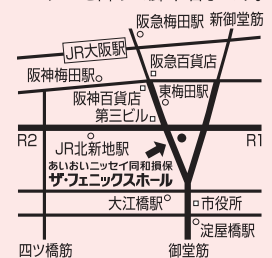 阪急梅田駅 新御堂筋
JR大阪駅
阪急百貨店
阪神梅田駅
東梅田駅
阪神百貨店
第三ビル
R2
R1
JR北新地駅
あいおいニッセイ同和損保
ザ・フェニックスホール
大江橋駅
市役所
淀屋橋駅
四ツ橋筋
御堂筋